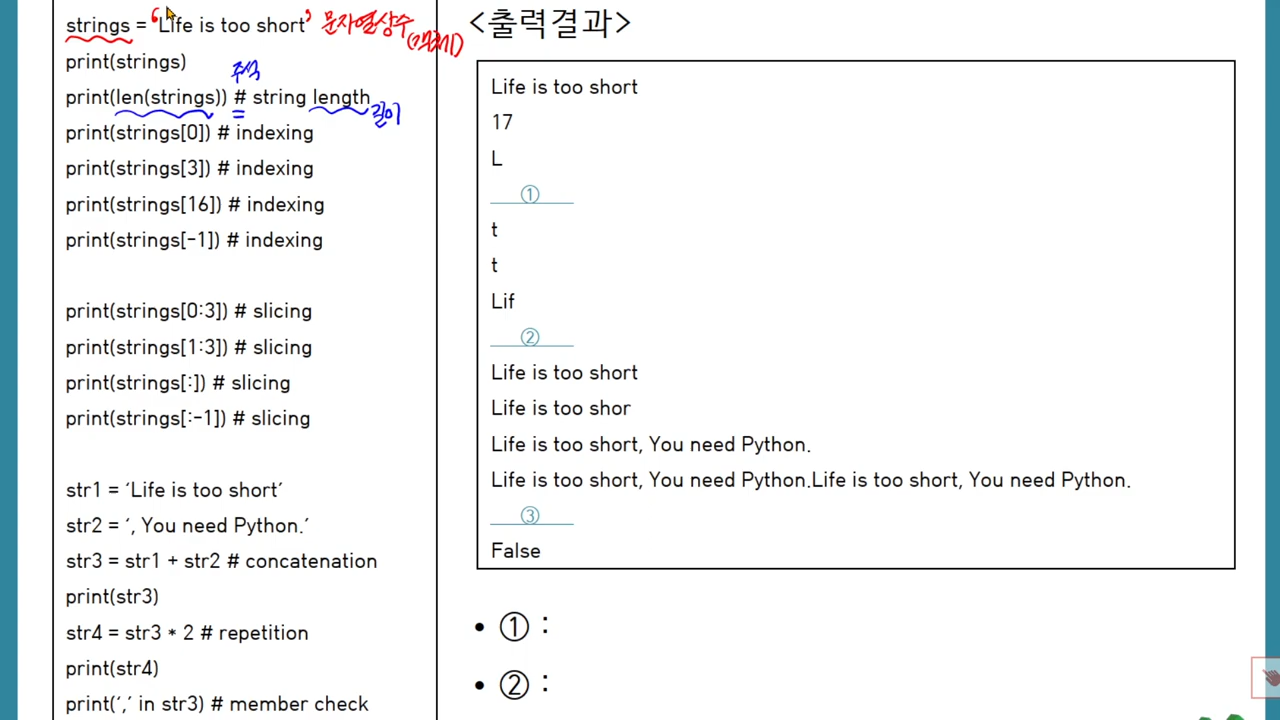 strings = ‘Life is too short’ 문자열상수
(객체)
print(strings)
주석
print(len(strings)) # string length
길이
print(strings[0]) # indexing
print(strings[3]) # indexing
print(strings[16]) # indexing
print(strings[-1]) # indexing
print(strings[0:3]) # slicing
print(strings[1:3]) # slicing
print(strings[:]) # slicing
print(strings[:-1]) # slicing
str1 = ‘Life is too short’
str2 = ‘, You need Python.’
str3 = str1 + str2 # concatenation
print(str3)
str4 = str3 * 2 # repetition
print(str4)
print(‘,’ in str3) # member check
<출력결과>
Life is too short
17
L
①
t
t
Lif
②
Life is too short
Life is too shor
Life is too short, You need Python.
Life is too short, You need Python.Life is too short, You need Python.
③
False
• ① :
• ② :